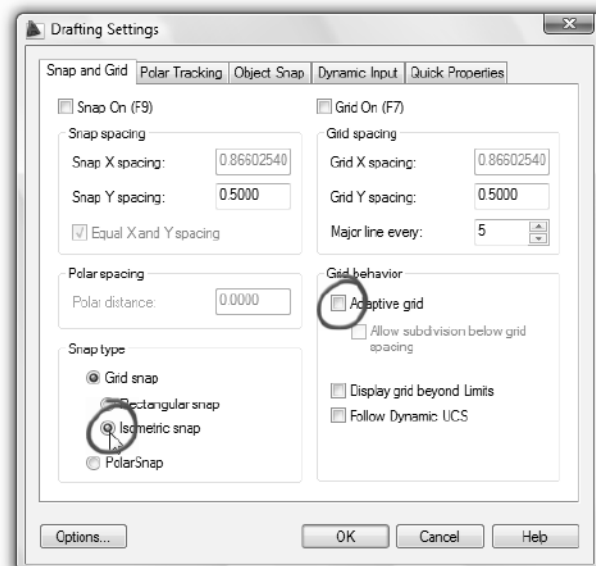 Drafting Settings
Snap and Grid Polar Tracking Object Snap Dynamic Input Quick Properties
Snap On (F9)
Snap spacing
Snap X spacing: 0.86602540
Snap Y spacing: 0.5000
Equal X and Y spacing
Polar spacing
Polar distance: 0.0000
Snap type
Grid snap
Rectangular snap
Isometric snap
PolarSnap
Grid On (F7)
Grid spacing
Grid X spacing: 0.86602540
Grid Y spacing: 0.5000
Major line every: 5
Grid behavior
Adaptive grid
Allow subdivision below grid
spacing
Display grid beyond Limits
Follow Dynamic UCS
Options... OK Cancel Help